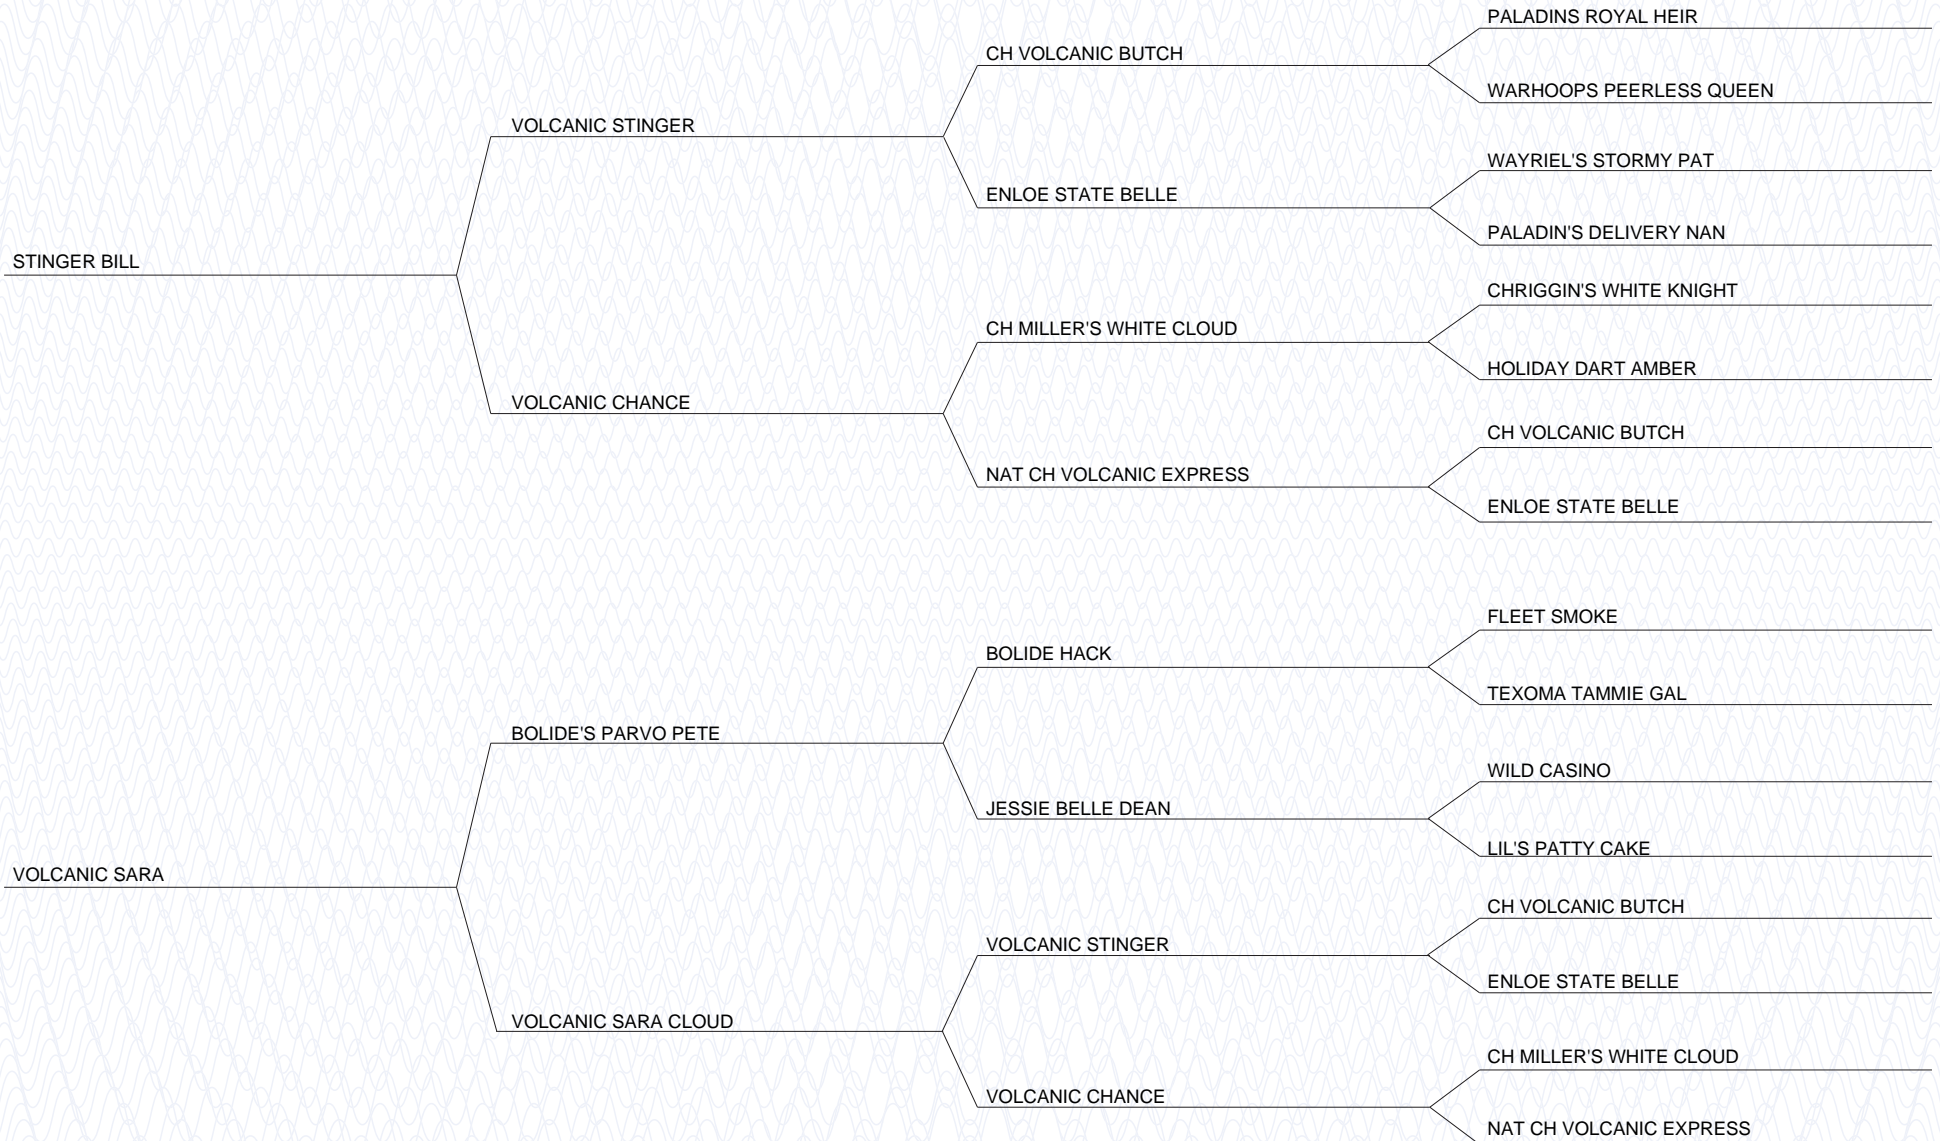 PALADINS ROYAL HEIR
CH VOLCANIC BUTCH
WARHOOPS PEERLESS QUEEN
VOLCANIC STINGER
WAYRIEL'S STORMY PAT
ENLOE STATE BELLE
PALADIN'S DELIVERY NAN
STINGER BILL
CHRIGGIN'S WHITE KNIGHT
CH MILLER'S WHITE CLOUD
HOLIDAY DART AMBER
VOLCANIC CHANCE
CH VOLCANIC BUTCH
NAT CH VOLCANIC EXPRESS
ENLOE STATE BELLE
FLEET SMOKE
BOLIDE HACK
TEXOMA TAMMIE GAL
BOLIDE'S PARVO PETE
WILD CASINO
JESSIE BELLE DEAN
LIL'S PATTY CAKE
VOLCANIC SARA
CH VOLCANIC BUTCH
VOLCANIC STINGER
ENLOE STATE BELLE
VOLCANIC SARA CLOUD
CH MILLER'S WHITE CLOUD
VOLCANIC CHANCE
NAT CH VOLCANIC EXPRESS